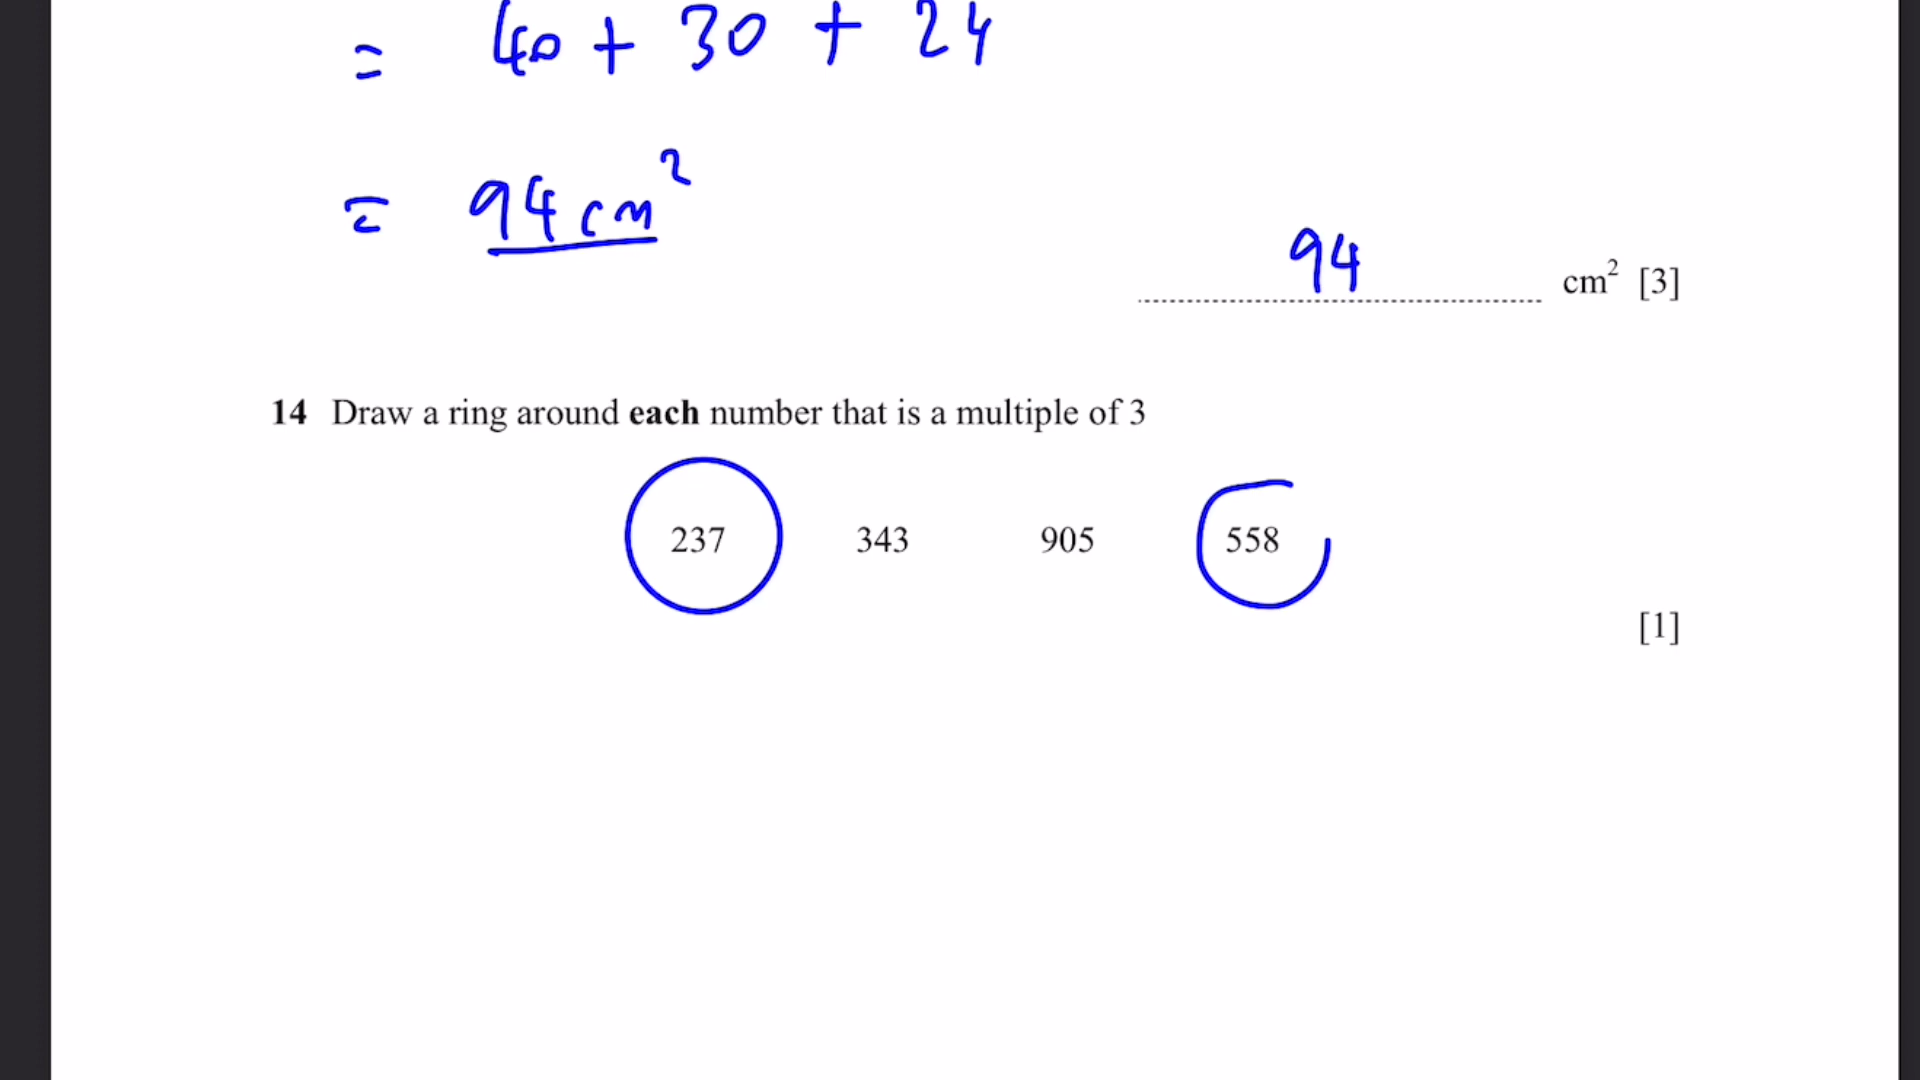 = 40 + 30 + 24
= 94 cm²
94 cm² [3]
14 Draw a ring around each number that is a multiple of 3
237 343 905 558
[1]